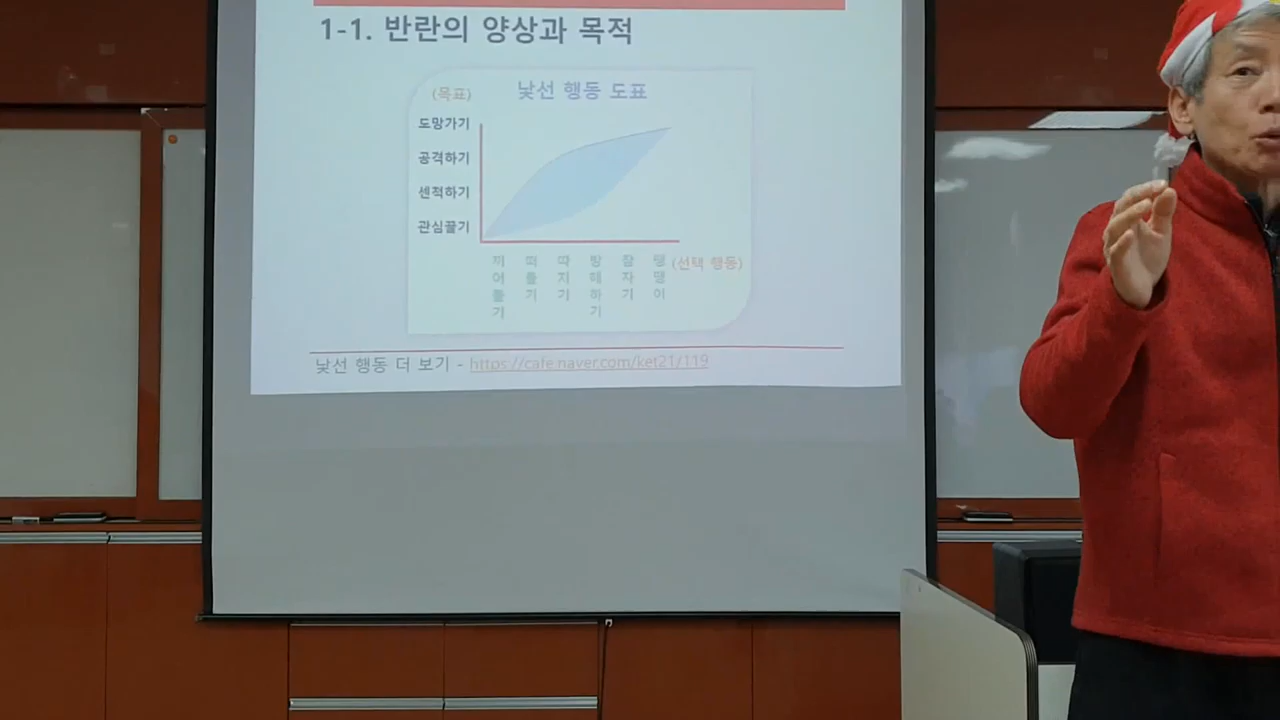 1-1. 반란의 양상과 목적
(목표) 낯선 행동 도표
도망가기
공격하기
센척하기
관심끌기
끼어들기 떠들기 따지기 방해하기 잠자기 땡땡이 (선택 행동)
낯선 행동 더 보기 - https://cafe.naver.com/ket21/119